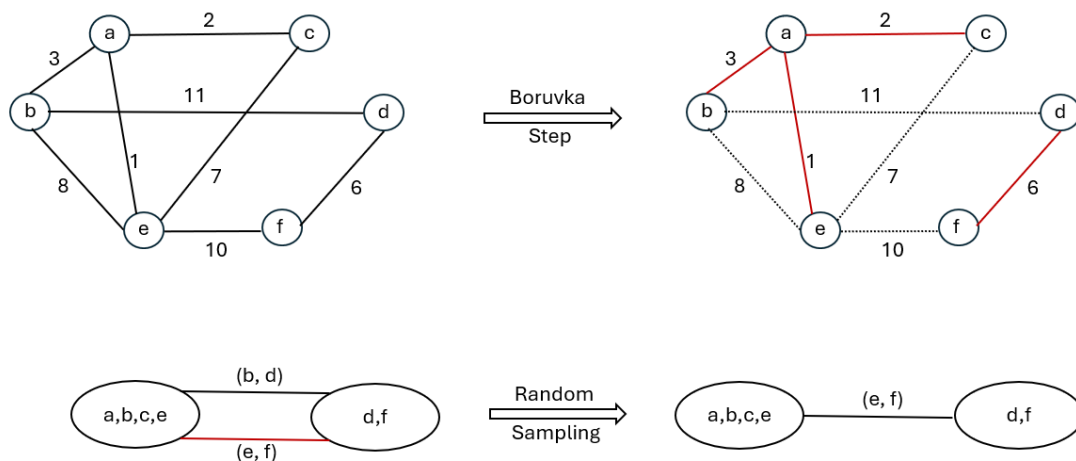 a
2
c
3
b
11
d
1
7
8
6
e
f
10
Boruvka
Step
a
2
c
3
b
11
d
1
7
8
6
e
f
10
(b, d)
a,b,c,e
d,f
(e, f)
Random
Sampling
a,b,c,e
(e, f)
d,f